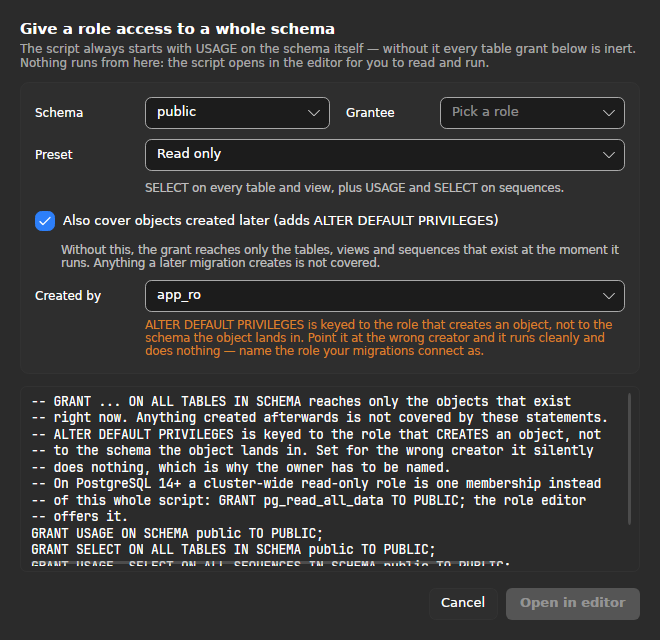 Give a role access to a whole schema
The script always starts with USAGE on the schema itself — without it every table grant below is inert.
Nothing runs from here: the script opens in the editor for you to read and run.
Schema public Grantee Pick a role
Preset Read only
SELECT on every table and view, plus USAGE and SELECT on sequences.
Also cover objects created later (adds ALTER DEFAULT PRIVILEGES)
Without this, the grant reaches only the tables, views and sequences that exist at the moment it
runs. Anything a later migration creates is not covered.
Created by app_ro
ALTER DEFAULT PRIVILEGES is keyed to the role that creates an object, not to the
schema the object lands in. Point it at the wrong creator and it runs cleanly and
does nothing — name the role your migrations connect as.
-- GRANT ... ON ALL TABLES IN SCHEMA reaches only the objects that exist
-- right now. Anything created afterwards is not covered by these statements.
-- ALTER DEFAULT PRIVILEGES is keyed to the role that CREATES an object, not
-- to the schema the object lands in. Set for the wrong creator it silently
-- does nothing, which is why the owner has to be named.
-- On PostgreSQL 14+ a cluster-wide read-only role is one membership instead
-- of this whole script: GRANT pg_read_all_data TO PUBLIC; the role editor
-- offers it.
GRANT USAGE ON SCHEMA public TO PUBLIC;
GRANT SELECT ON ALL TABLES IN SCHEMA public TO PUBLIC;
GRANT USAGE, SELECT ON ALL SEQUENCES IN SCHEMA public TO PUBLIC;
Cancel Open in editor